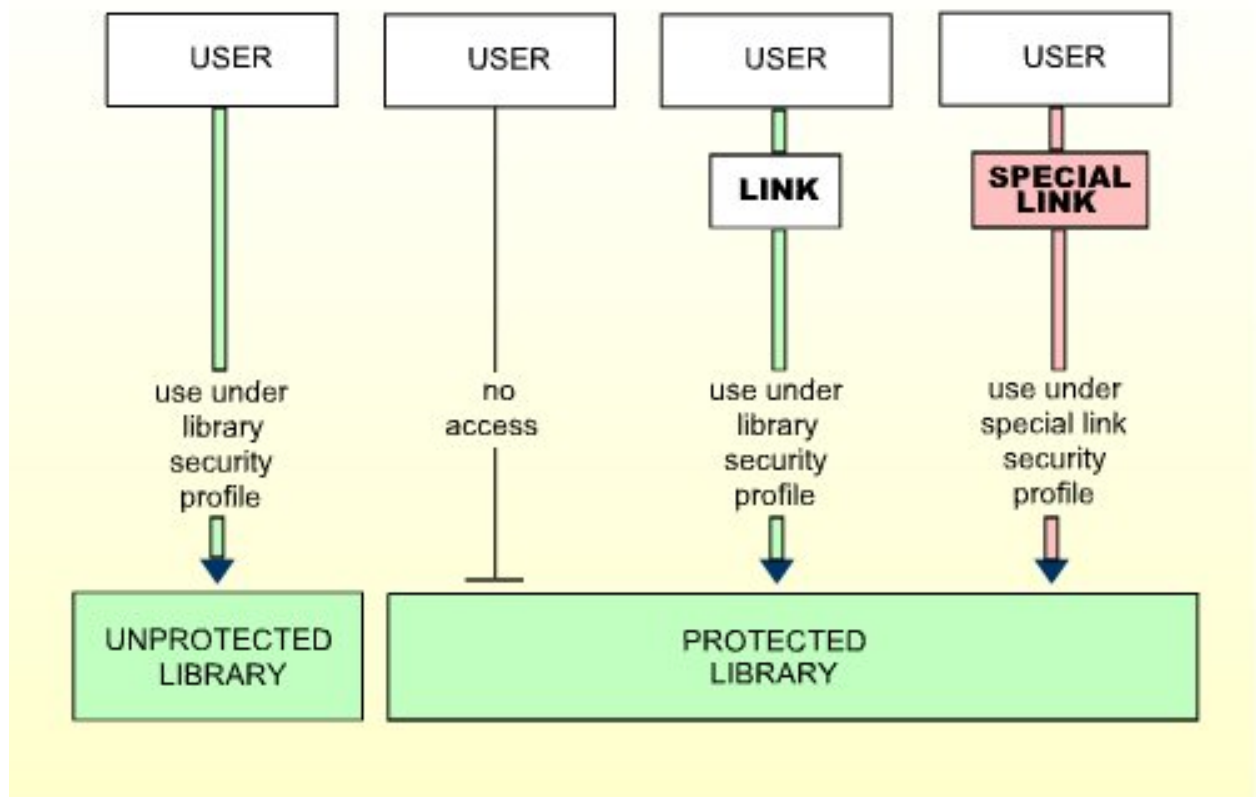 USER
USER
USER
USER
LINK
SPECIAL
LINK
use under
library
security
profile
no
access
use under
library
security
profile
use under
special link
security
profile
UNPROTECTED
LIBRARY
PROTECTED
LIBRARY